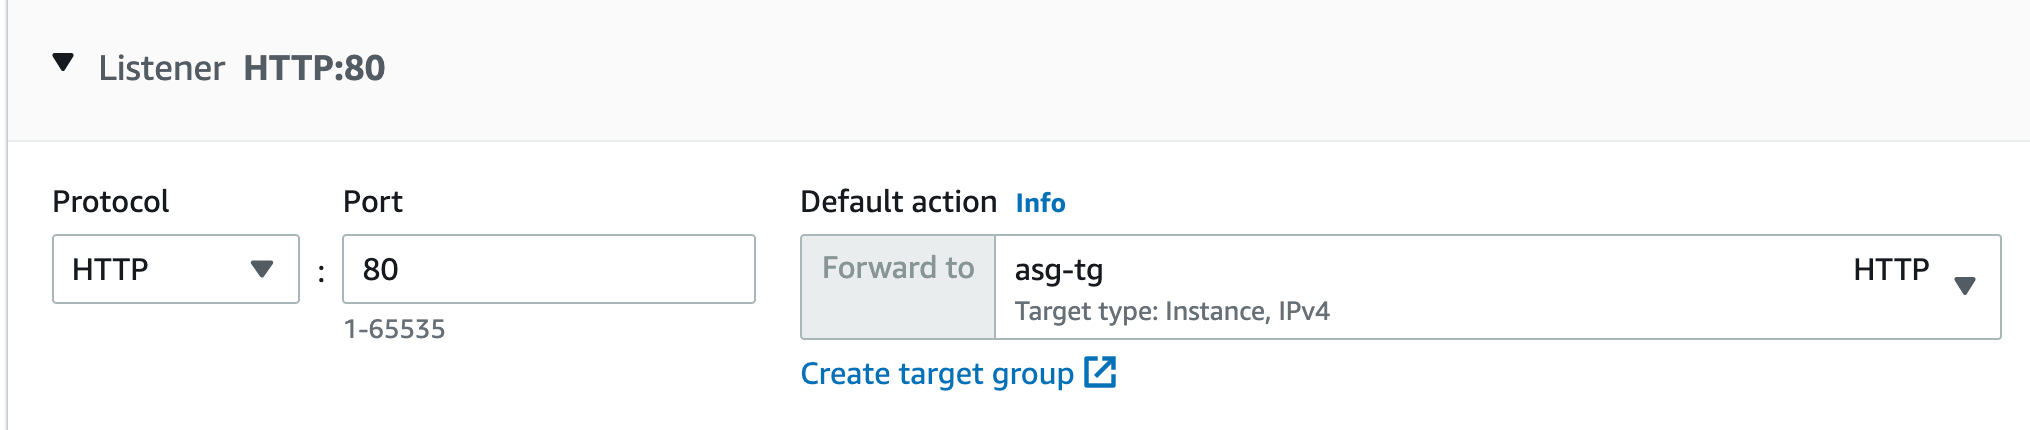 Listener HTTP:80
Protocol
Port
Default action Info
HTTP
:
80
Forward to
asg-tg
HTTP
Target type: Instance, IPv4
1-65535
Create target group